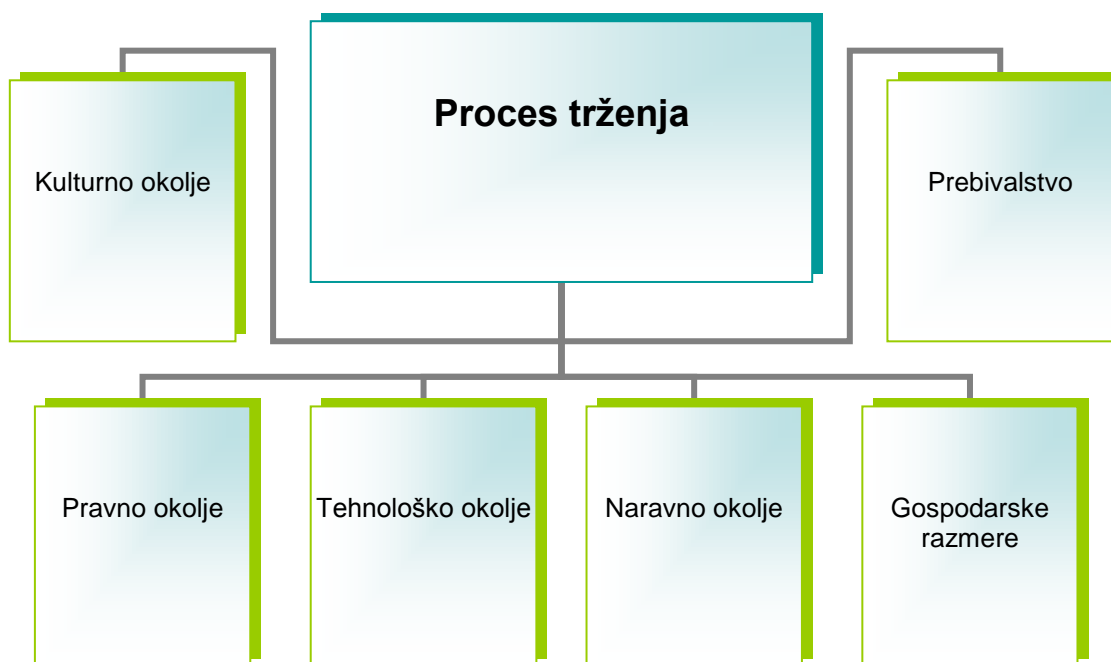 Proces trženja
Kulturno okolje
Prebivalstvo
Pravno okolje
Tehnološko okolje
Naravno okolje
Gospodarske
razmere